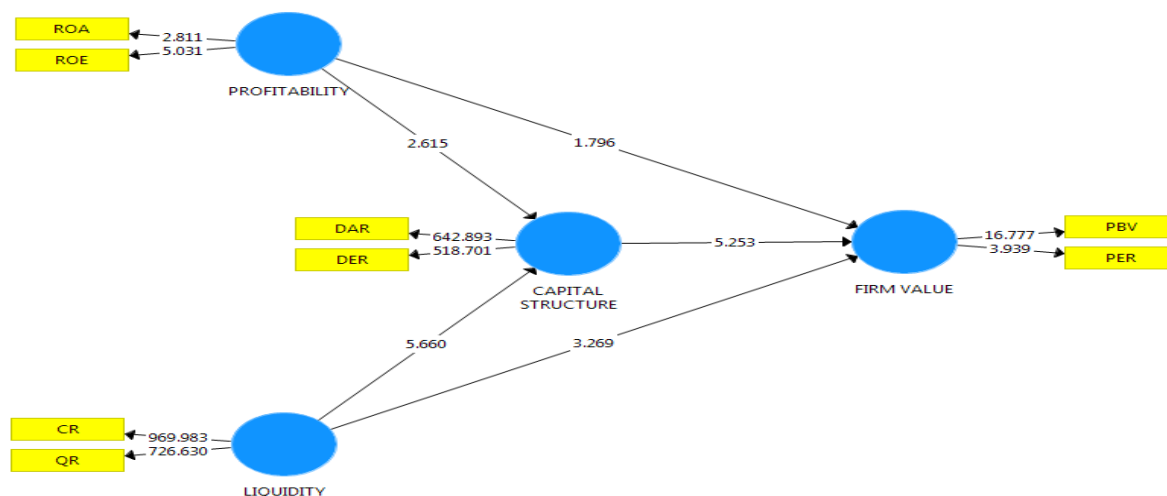 ROA
2.811
ROE
5.031
PROFITABILITY
2.615
1.796
DAR
642.893
DER
518.701
CAPITAL
STRUCTURE
5.253
FIRM VALUE
16.777
PBV
3.939
PER
5.660
3.269
CR
969.983
QR
726.630
LIQUIDITY